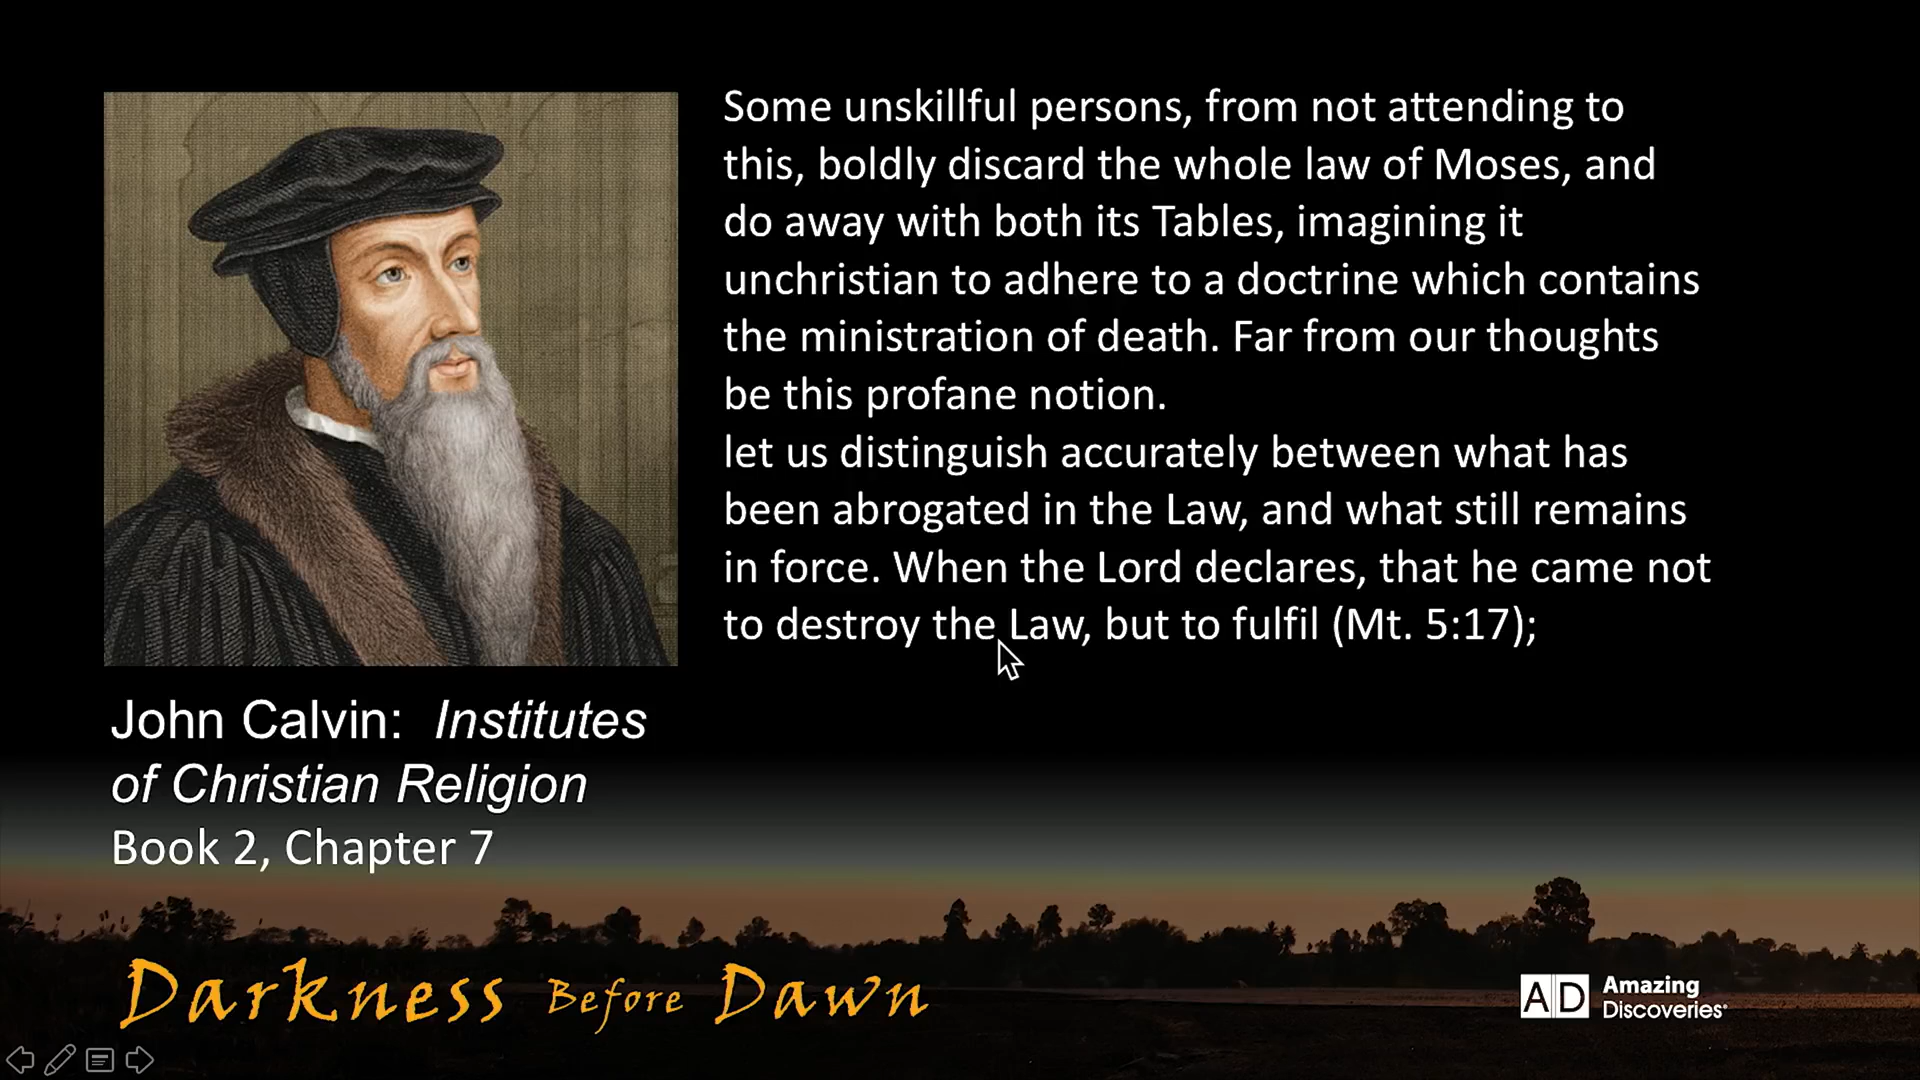 Some unskillful persons, from not attending to
this, boldly discard the whole law of Moses, and
do away with both its Tables, imagining it
unchristian to adhere to a doctrine which contains
the ministration of death. Far from our thoughts
be this profane notion.
let us distinguish accurately between what has
been abrogated in the Law, and what still remains
in force. When the Lord declares, that he came not
to destroy the Law, but to fulfil (Mt. 5:17);
John Calvin: Institutes
of Christian Religion
Book 2, Chapter 7
Darkness Before Dawn
AD Amazing
Discoveries